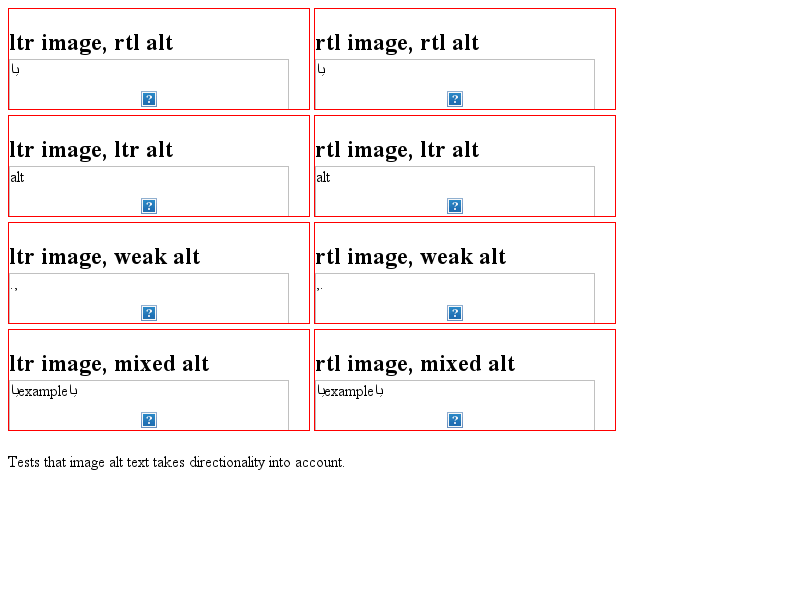 ltr image, rtl alt
با
?
rtl image, rtl alt
با
?
ltr image, ltr alt
alt
?
rtl image, ltr alt
alt
?
ltr image, weak alt
.,
?
rtl image, weak alt
,.
?
ltr image, mixed alt
باexampleبا
?
rtl image, mixed alt
باexampleبا
?
Tests that image alt text takes directionality into account.